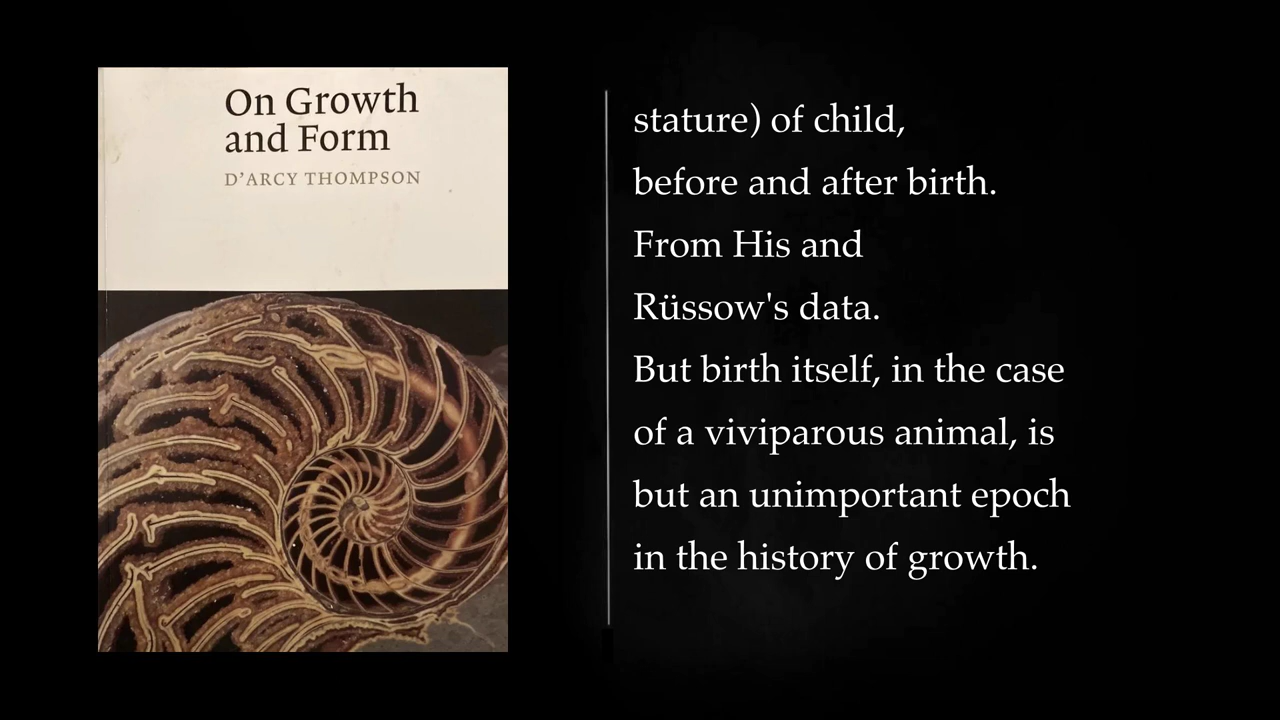 On Growth
and Form
D'ARCY THOMPSON
stature) of child,
before and after birth.
From His and
Rüssow's data.
But birth itself, in the case
of a viviparous animal, is
but an unimportant epoch
in the history of growth.